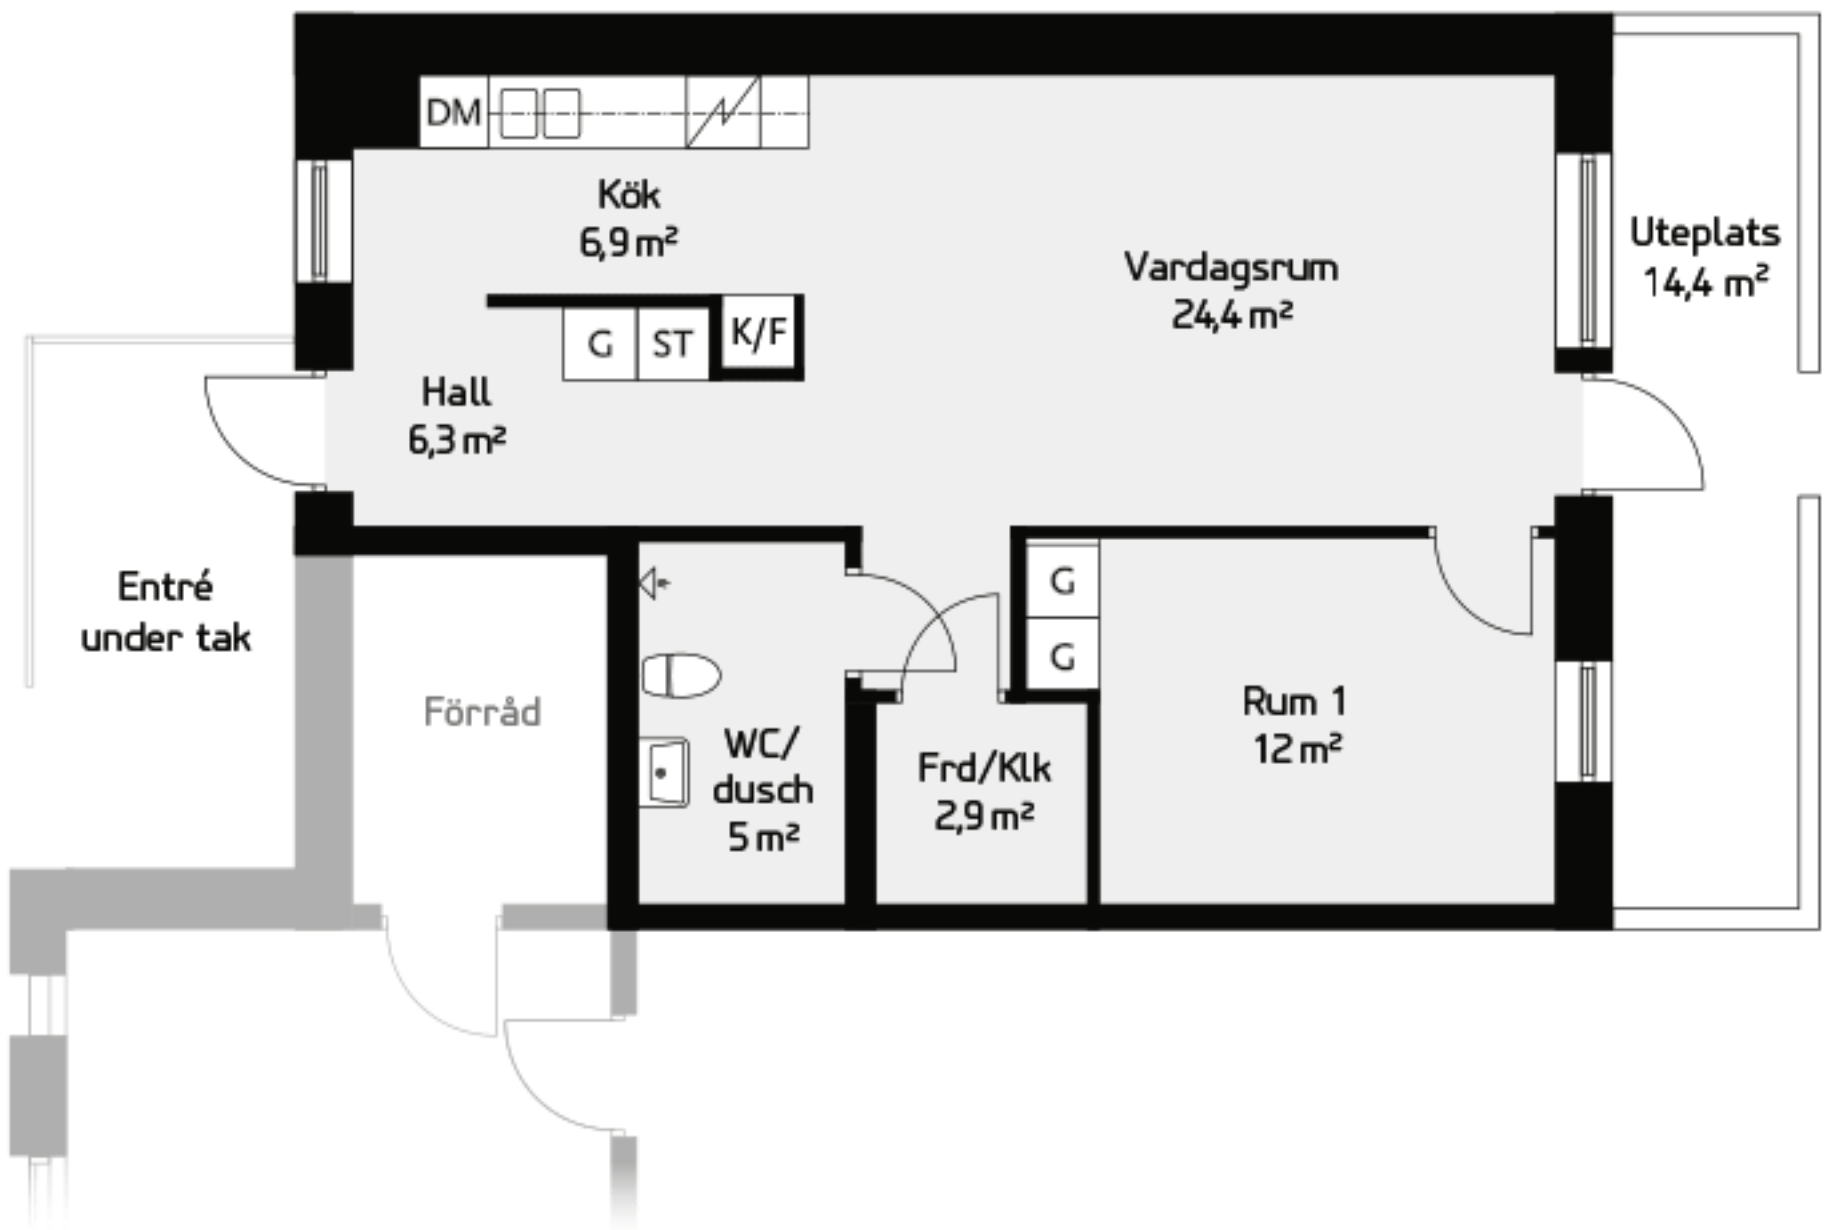 DM
Kök
6,9 m²
G
ST
K/F
Vardagsrum
24,4 m²
Uteplats
14,4 m²
Hall
6,3 m²
Entré
under tak
Förråd
WC/
dusch
5 m²
Frd/Klk
2,9 m²
G
G
Rum 1
12 m²